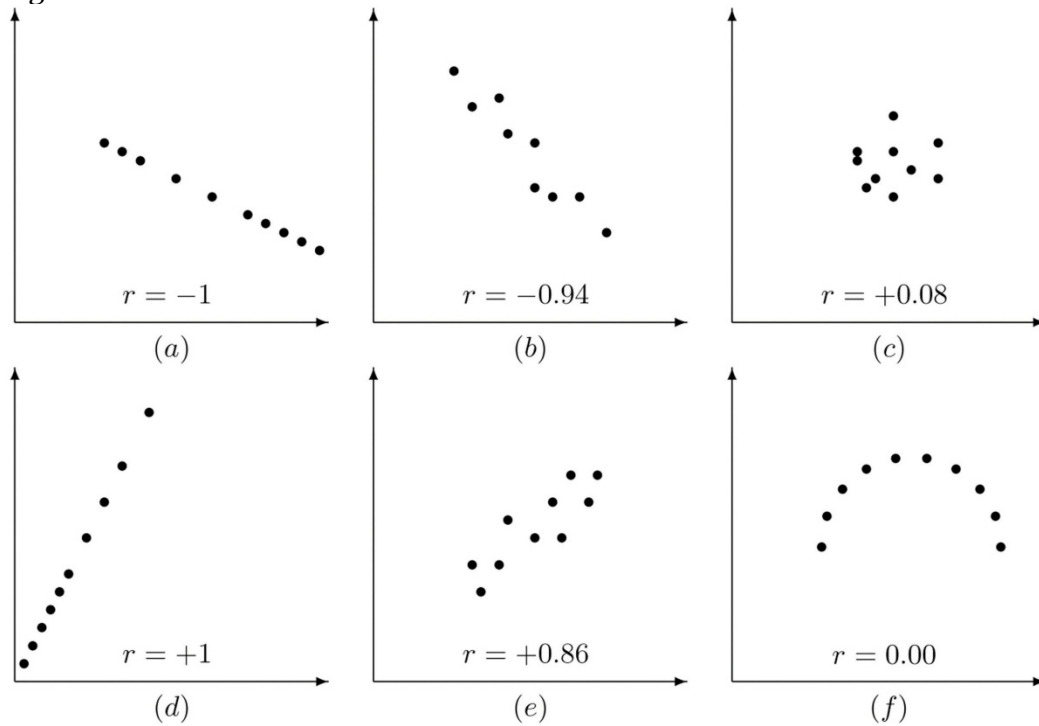 r = −1
r = −0.94
r = +0.08
(a)
(b)
(c)
r = +1
r = +0.86
r = 0.00
(d)
(e)
(f)